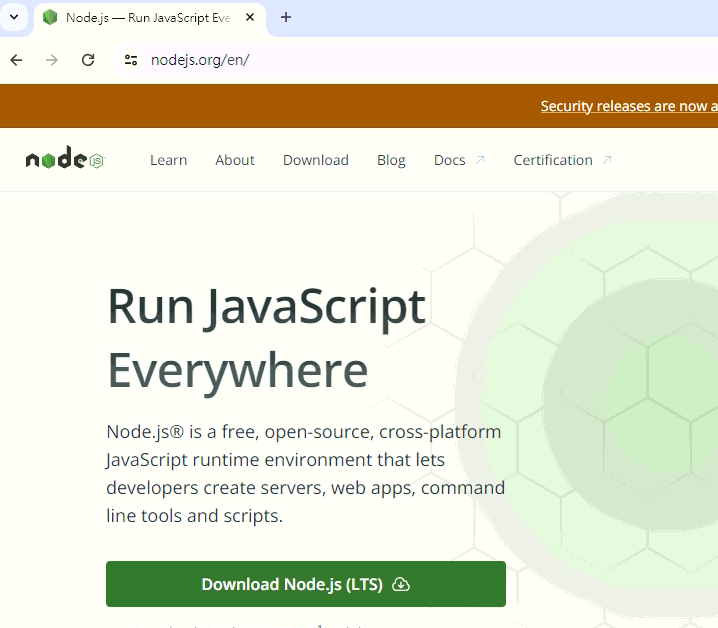 Node.js — Run JavaScript Eve
nodejs.org/en/
Security releases are now a
node JS
Learn About Download Blog Docs Certification
Run JavaScript
Everywhere
Node.js® is a free, open-source, cross-platform
JavaScript runtime environment that lets
developers create servers, web apps, command
line tools and scripts.
Download Node.js (LTS)